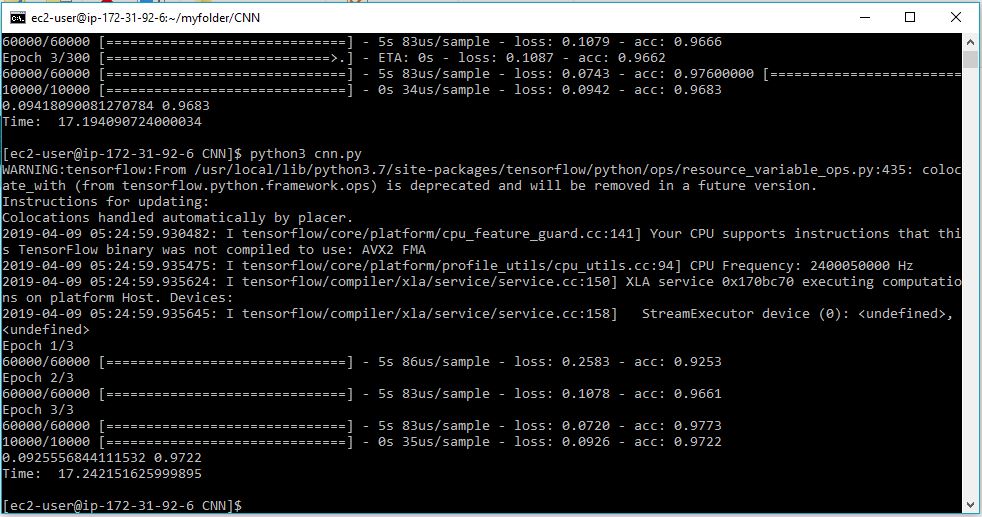 ec2-user@ip-172-31-92-6:~/myfolder/CNN
60000/60000 [==============================] - 5s 83us/sample - loss: 0.1079 - acc: 0.9666
Epoch 3/300 [============================>.] - ETA: 0s - loss: 0.1087 - acc: 0.9662
60000/60000 [==============================] - 5s 83us/sample - loss: 0.0743 - acc: 0.97600000 [========================
10000/10000 [==============================] - 0s 34us/sample - loss: 0.0942 - acc: 0.9683
0.09418090081270784 0.9683
Time:  17.194090724000034
[ec2-user@ip-172-31-92-6 CNN]$ python3 cnn.py
WARNING:tensorflow:From /usr/local/lib/python3.7/site-packages/tensorflow/python/ops/resource_variable_ops.py:435: coloc
ate_with (from tensorflow.python.framework.ops) is deprecated and will be removed in a future version.
Instructions for updating:
Colocations handled automatically by placer.
2019-04-09 05:24:59.930482: I tensorflow/core/platform/cpu_feature_guard.cc:141] Your CPU supports instructions that thi
s TensorFlow binary was not compiled to use: AVX2 FMA
2019-04-09 05:24:59.935475: I tensorflow/core/platform/profile_utils/cpu_utils.cc:94] CPU Frequency: 2400050000 Hz
2019-04-09 05:24:59.935624: I tensorflow/compiler/xla/service/service.cc:150] XLA service 0x170bc70 executing computatio
ns on platform Host. Devices:
2019-04-09 05:24:59.935645: I tensorflow/compiler/xla/service/service.cc:158]   StreamExecutor device (0): <undefined>,
<undefined>
Epoch 1/3
60000/60000 [==============================] - 5s 86us/sample - loss: 0.2583 - acc: 0.9253
Epoch 2/3
60000/60000 [==============================] - 5s 83us/sample - loss: 0.1078 - acc: 0.9661
Epoch 3/3
60000/60000 [==============================] - 5s 83us/sample - loss: 0.0720 - acc: 0.9773
10000/10000 [==============================] - 0s 35us/sample - loss: 0.0926 - acc: 0.9722
0.0925556844111532 0.9722
Time:  17.242151625999895
[ec2-user@ip-172-31-92-6 CNN]$